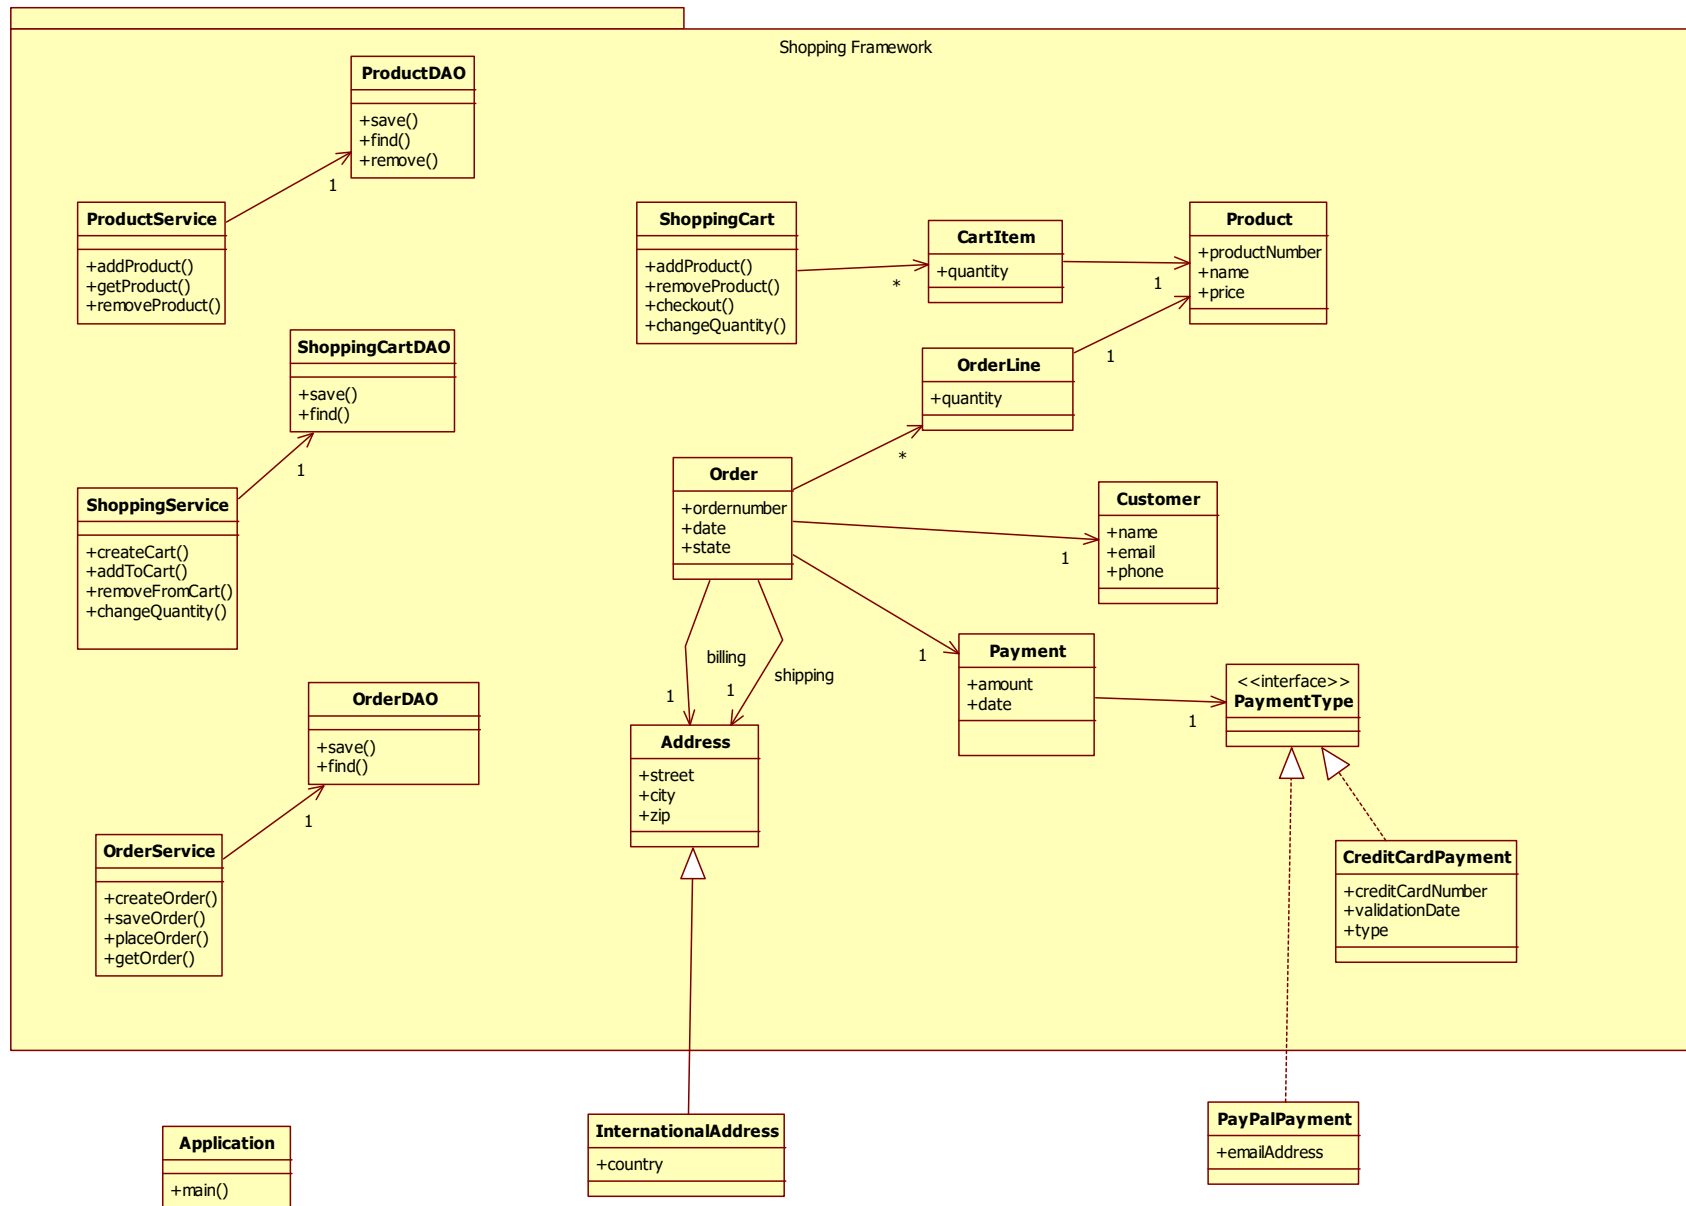 Shopping Framework
ProductDAO
+save()
+find()
+remove()
1
ProductService
+addProduct()
+getProduct()
+removeProduct()
ShoppingCart
+addProduct()
+removeProduct()
+checkout()
+changeQuantity()
*
CartItem
+quantity
1
Product
+productNumber
+name
+price
ShoppingCartDAO
+save()
+find()
1
OrderLine
+quantity
1
*
ShoppingService
+createCart()
+addToCart()
+removeFromCart()
+changeQuantity()
Order
+ordernumber
+date
+state
Customer
+name
+email
+phone
1
billing
shipping
1
1
1
Payment
+amount
+date
1
<<interface>>
PaymentType
OrderDAO
+save()
+find()
1
Address
+street
+city
+zip
OrderService
+createOrder()
+saveOrder()
+placeOrder()
+getOrder()
CreditCardPayment
+creditCardNumber
+validationDate
+type
Application
+main()
InternationalAddress
+country
PayPalPayment
+emailAddress